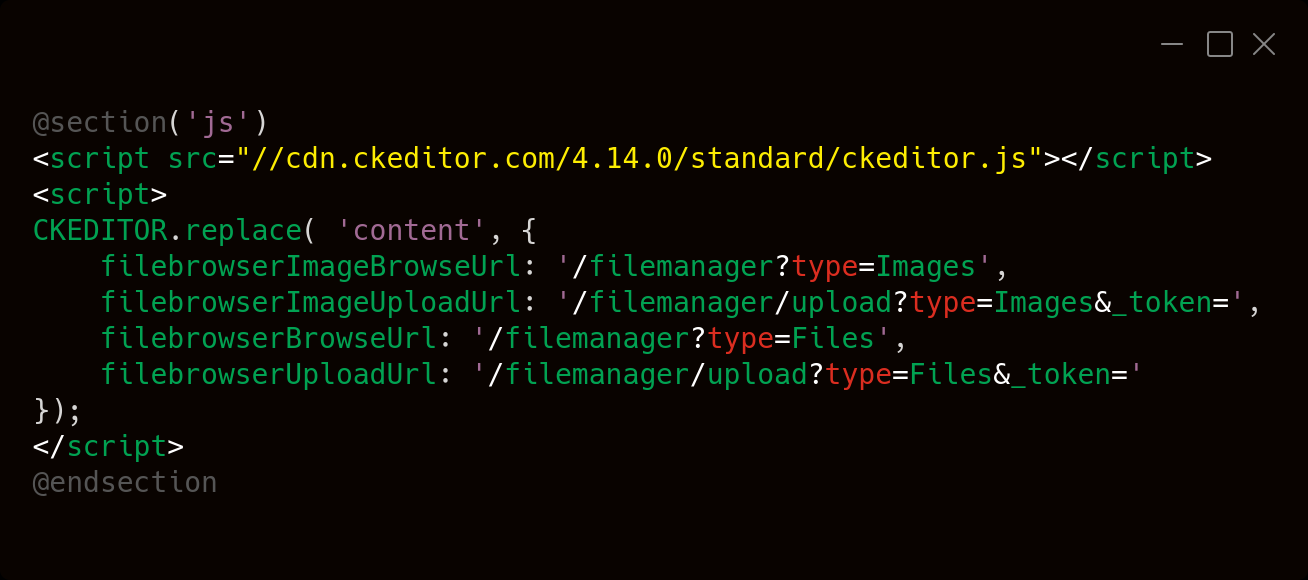 @section('js')
<script src="//cdn.ckeditor.com/4.14.0/standard/ckeditor.js"></script>
<script>
CKEDITOR.replace( 'content', {
    filebrowserImageBrowseUrl: '/filemanager?type=Images',
    filebrowserImageUploadUrl: '/filemanager/upload?type=Images&_token=',
    filebrowserBrowseUrl: '/filemanager?type=Files',
    filebrowserUploadUrl: '/filemanager/upload?type=Files&_token='
});
</script>
@endsection